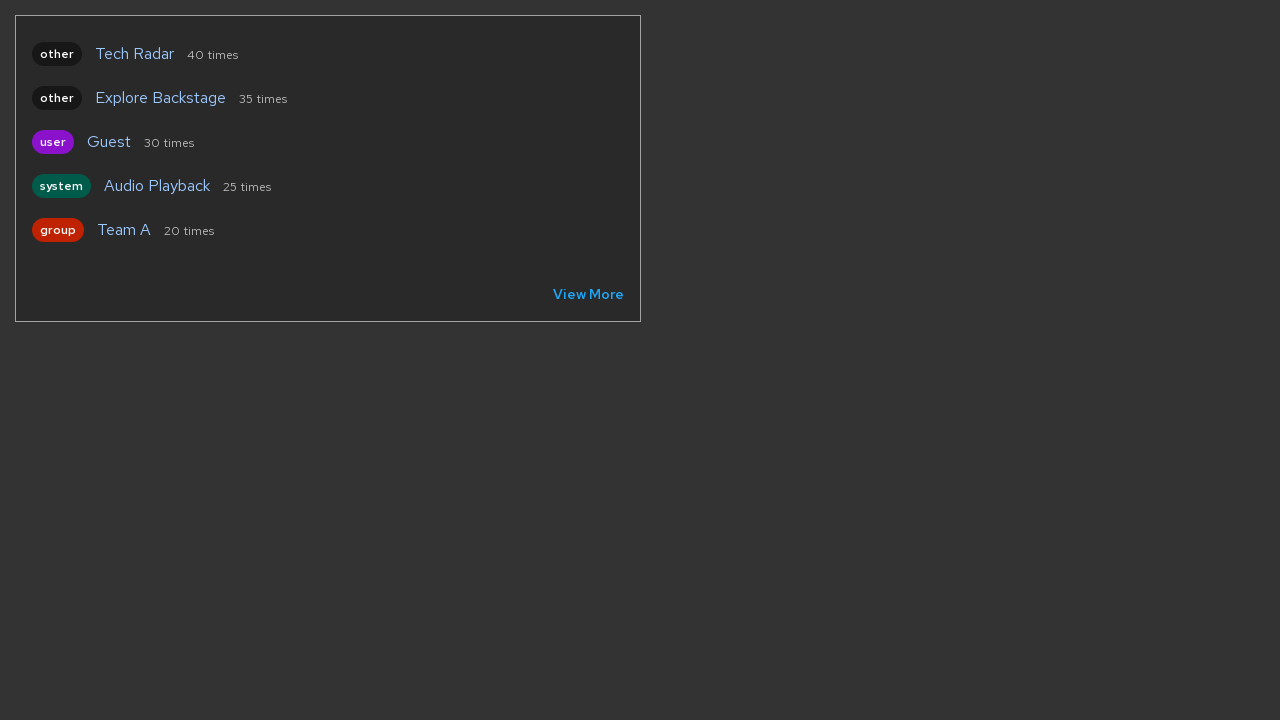 other Tech Radar 40 times
other Explore Backstage 35 times
user Guest 30 times
system Audio Playback 25 times
group Team A 20 times
View More